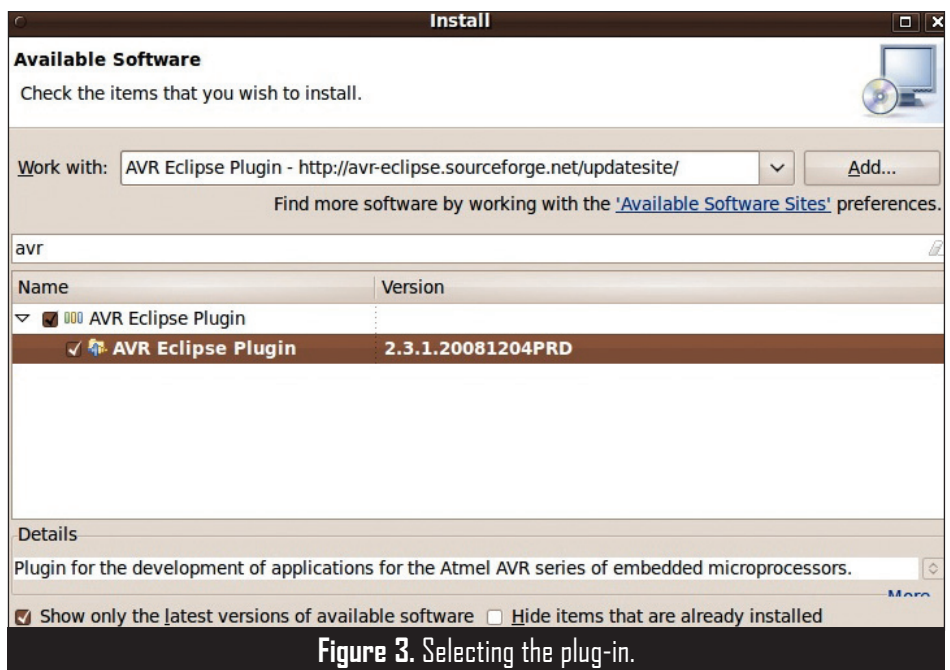 Install
Available Software
Check the items that you wish to install.
Work with: AVR Eclipse Plugin - http://avr-eclipse.sourceforge.net/updatesite/ Add...
Find more software by working with the 'Available Software Sites' preferences.
avr
Name Version
AVR Eclipse Plugin
AVR Eclipse Plugin 2.3.1.20081204PRD
Details
Plugin for the development of applications for the Atmel AVR series of embedded microprocessors.
More
Show only the latest versions of available software Hide items that are already installed
Figure 3. Selecting the plug-in.